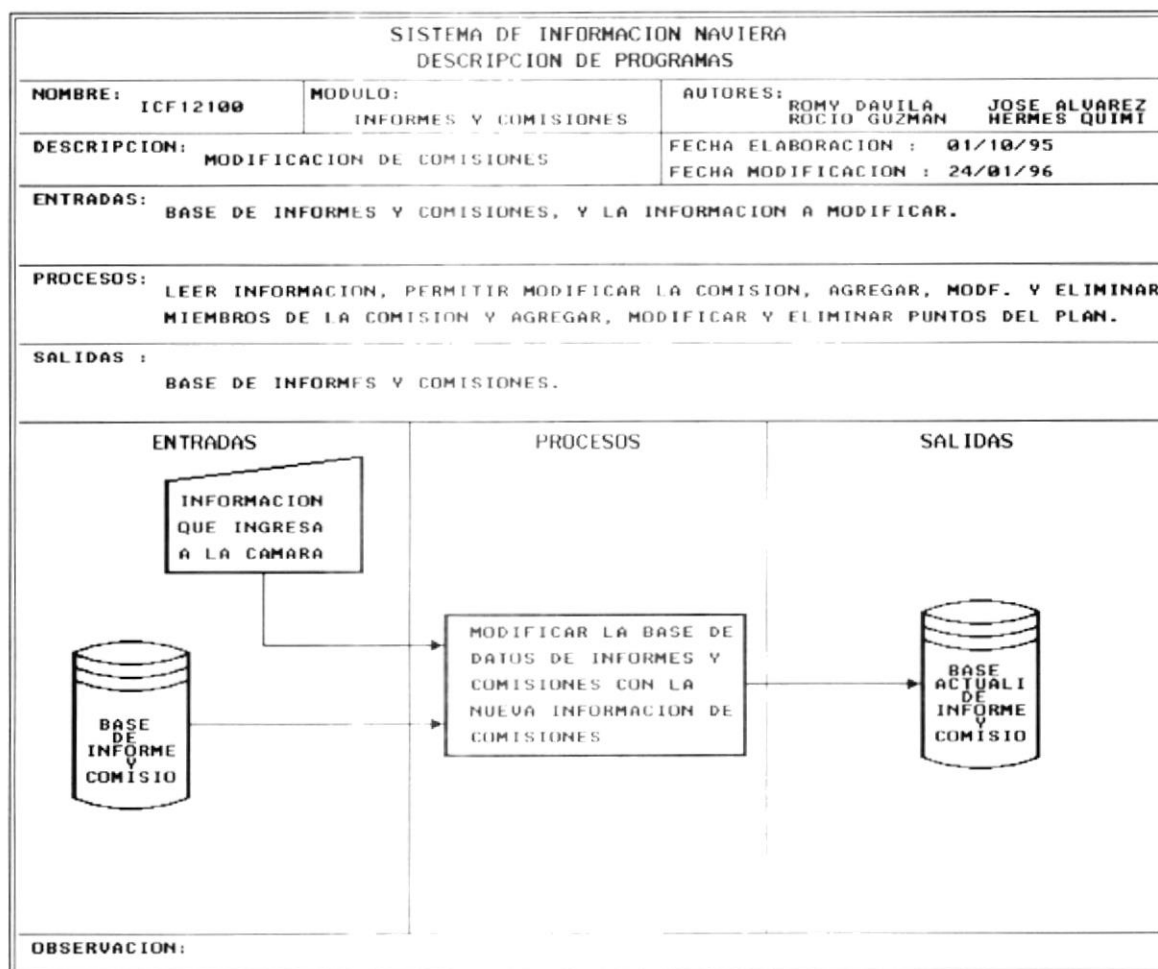 SISTEMA DE INFORMACION NAVIERA
DESCRIPCION DE PROGRAMAS
NOMBRE: ICF12100
MODULO: INFORMES Y COMISIONES
AUTORES: ROMY DAVILA JOSE ALVAREZ
ROCIO GUZMAN HERMES QUIMI
DESCRIPCION: MODIFICACION DE COMISIONES
FECHA ELABORACION : 01/10/95
FECHA MODIFICACION : 24/01/96
ENTRADAS:
BASE DE INFORMES Y COMISIONES, Y LA INFORMACION A MODIFICAR.
PROCESOS:
LEER INFORMACION, PERMITIR MODIFICAR LA COMISION, AGREGAR, MODF. Y ELIMINAR
MIEMBROS DE LA COMISION Y AGREGAR, MODIFICAR Y ELIMINAR PUNTOS DEL PLAN.
SALIDAS :
BASE DE INFORMES Y COMISIONES.
ENTRADAS
PROCESOS
SALIDAS
INFORMACION
QUE INGRESA
A LA CAMARA
BASE
DE
INFORME
Y
COMISIO
MODIFICAR LA BASE DE
DATOS DE INFORMES Y
COMISIONES CON LA
NUEVA INFORMACION DE
COMISIONES
BASE
ACTUALI
DE
INFORME
Y
COMISIO
OBSERVACION: